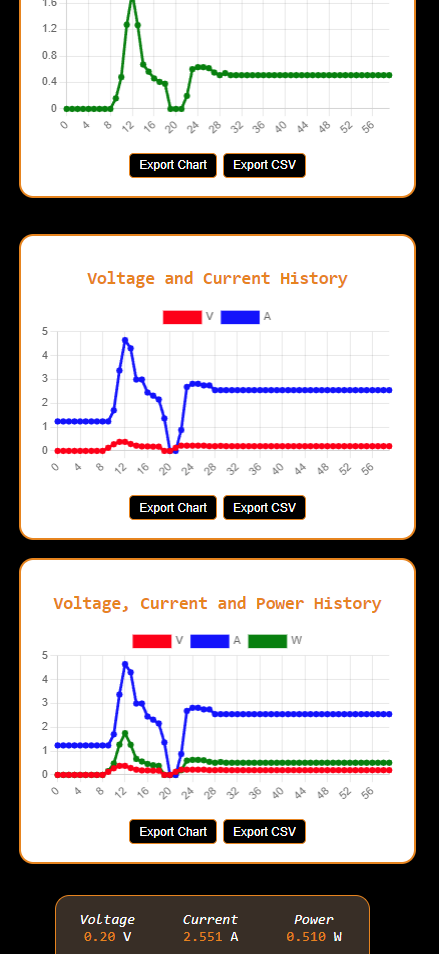 1.6
1.2
0.8
0.4
0
0 4 8 12 16 20 24 28 32 36 40 44 48 52 56
Export Chart Export CSV
Voltage and Current History
V A
5
4
3
2
1
0
0 4 8 12 16 20 24 28 32 36 40 44 48 52 56
Export Chart Export CSV
Voltage, Current and Power History
V A W
5
4
3
2
1
0
0 4 8 12 16 20 24 28 32 36 40 44 48 52 56
Export Chart Export CSV
Voltage Current Power
0.20 V 2.551 A 0.510 W